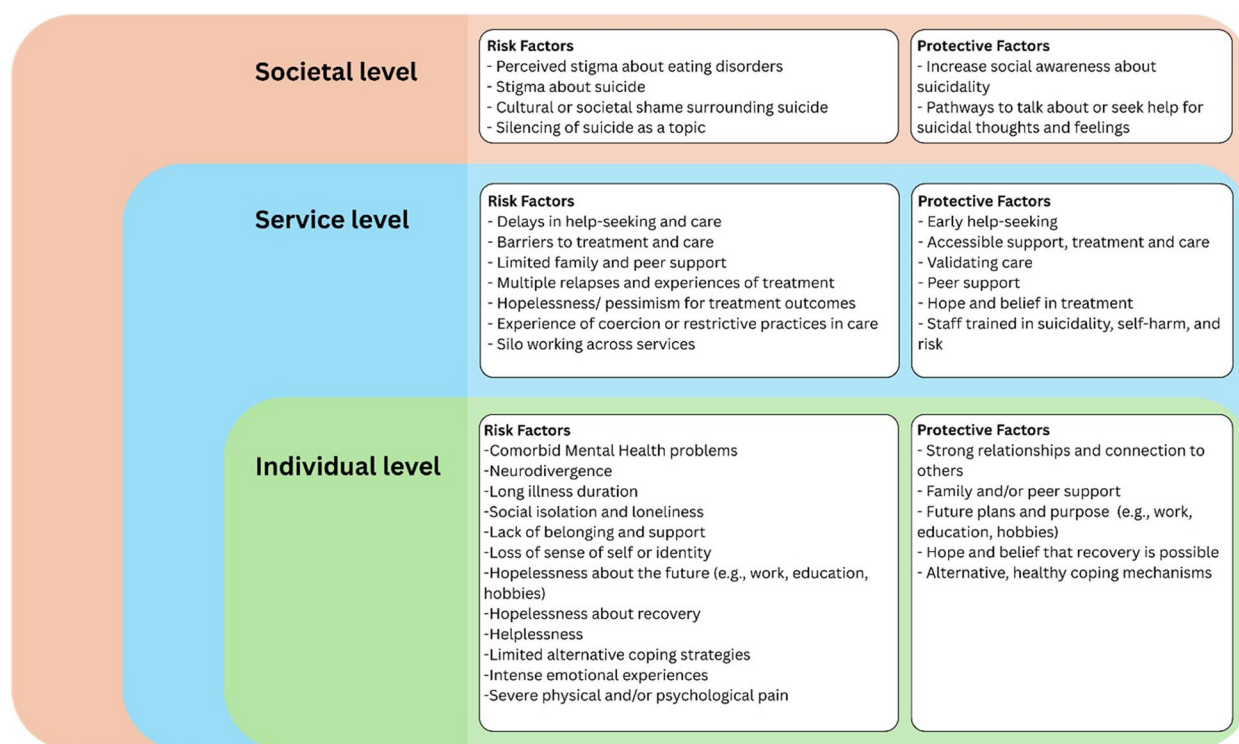 Societal level
Risk Factors
- Perceived stigma about eating disorders
- Stigma about suicide
- Cultural or societal shame surrounding suicide
- Silencing of suicide as a topic
Protective Factors
- Increase social awareness about
suicidality
- Pathways to talk about or seek help for
suicidal thoughts and feelings
Service level
Risk Factors
- Delays in help-seeking and care
- Barriers to treatment and care
- Limited family and peer support
- Multiple relapses and experiences of treatment
- Hopelessness/ pessimism for treatment outcomes
- Experience of coercion or restrictive practices in care
- Silo working across services
Protective Factors
- Early help-seeking
- Accessible support, treatment and care
- Validating care
- Peer support
- Hope and belief in treatment
- Staff trained in suicidality, self-harm, and
risk
Individual level
Risk Factors
-Comorbid Mental Health problems
-Neurodivergence
-Long illness duration
-Social isolation and loneliness
-Lack of belonging and support
-Loss of sense of self or identity
-Hopelessness about the future (e.g., work, education,
hobbies)
-Hopelessness about recovery
-Helplessness
-Limited alternative coping strategies
-Intense emotional experiences
-Severe physical and/or psychological pain
Protective Factors
- Strong relationships and connection to
others
- Family and/or peer support
- Future plans and purpose (e.g., work,
education, hobbies)
- Hope and belief that recovery is possible
- Alternative, healthy coping mechanisms